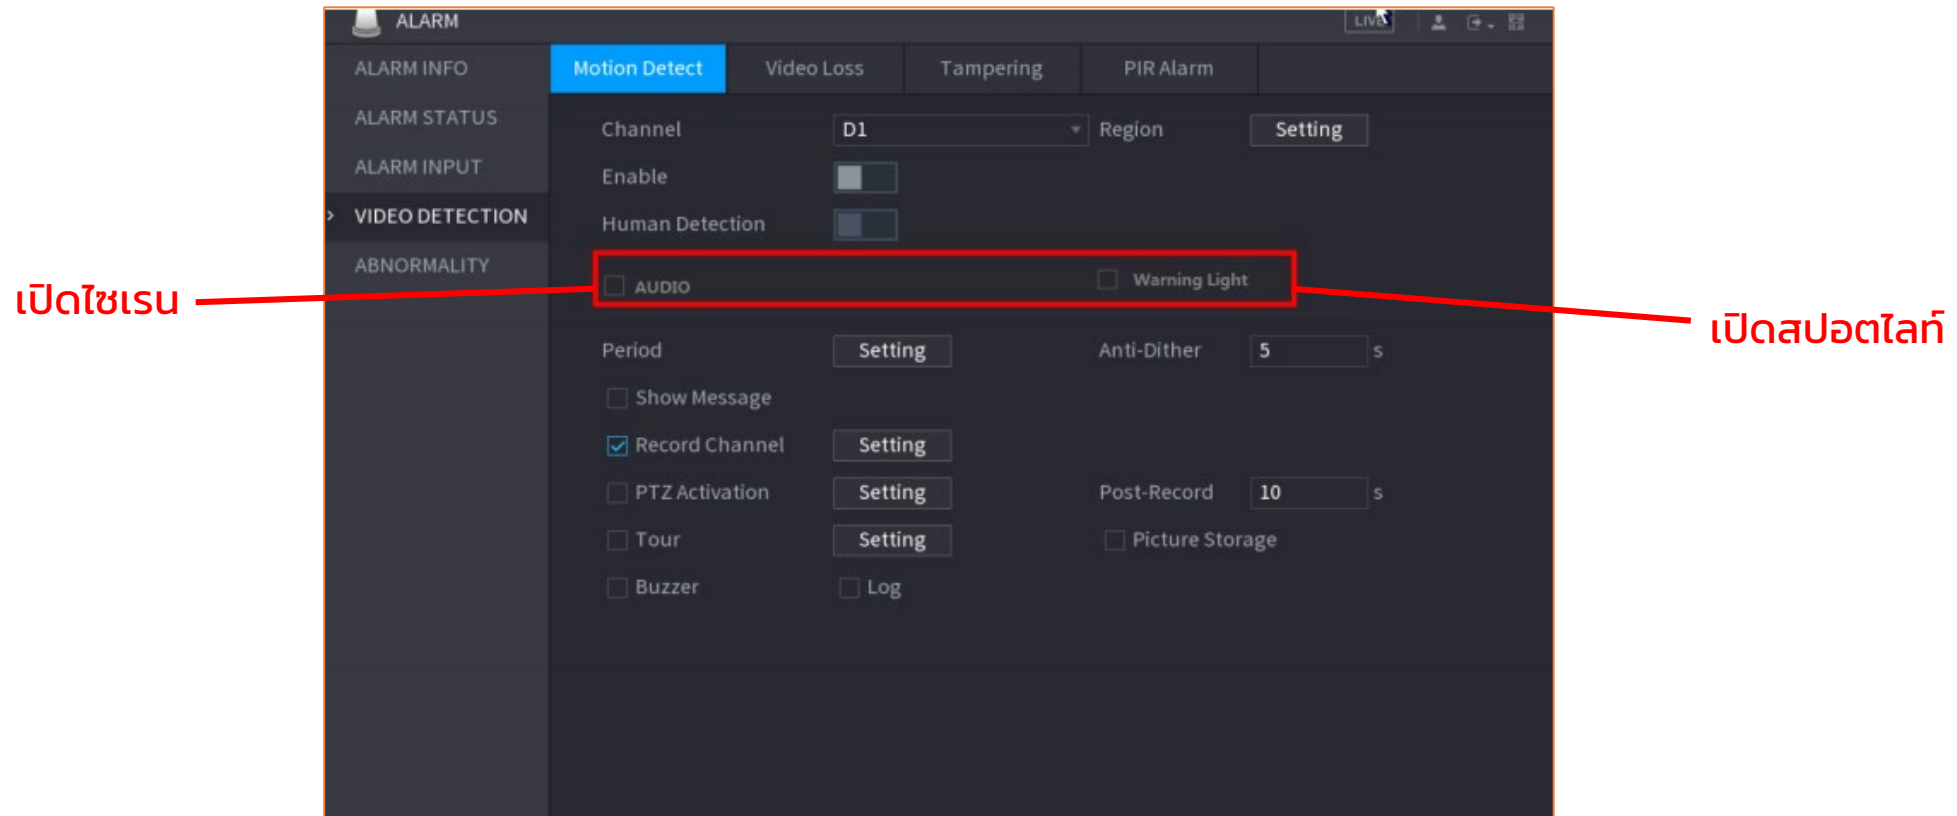 ALARM
LIVE
ALARM INFO
ALARM STATUS
ALARM INPUT
VIDEO DETECTION
ABNORMALITY
Motion Detect Video Loss Tampering PIR Alarm
Channel D1 Region Setting
Enable
Human Detection
AUDIO Warning Light
เปิดไซเรน
เปิดสปอตไลท์
Period Setting Anti-Dither 5 s
Show Message
Record Channel Setting
PTZ Activation Setting Post-Record 10 s
Tour Setting Picture Storage
Buzzer Log